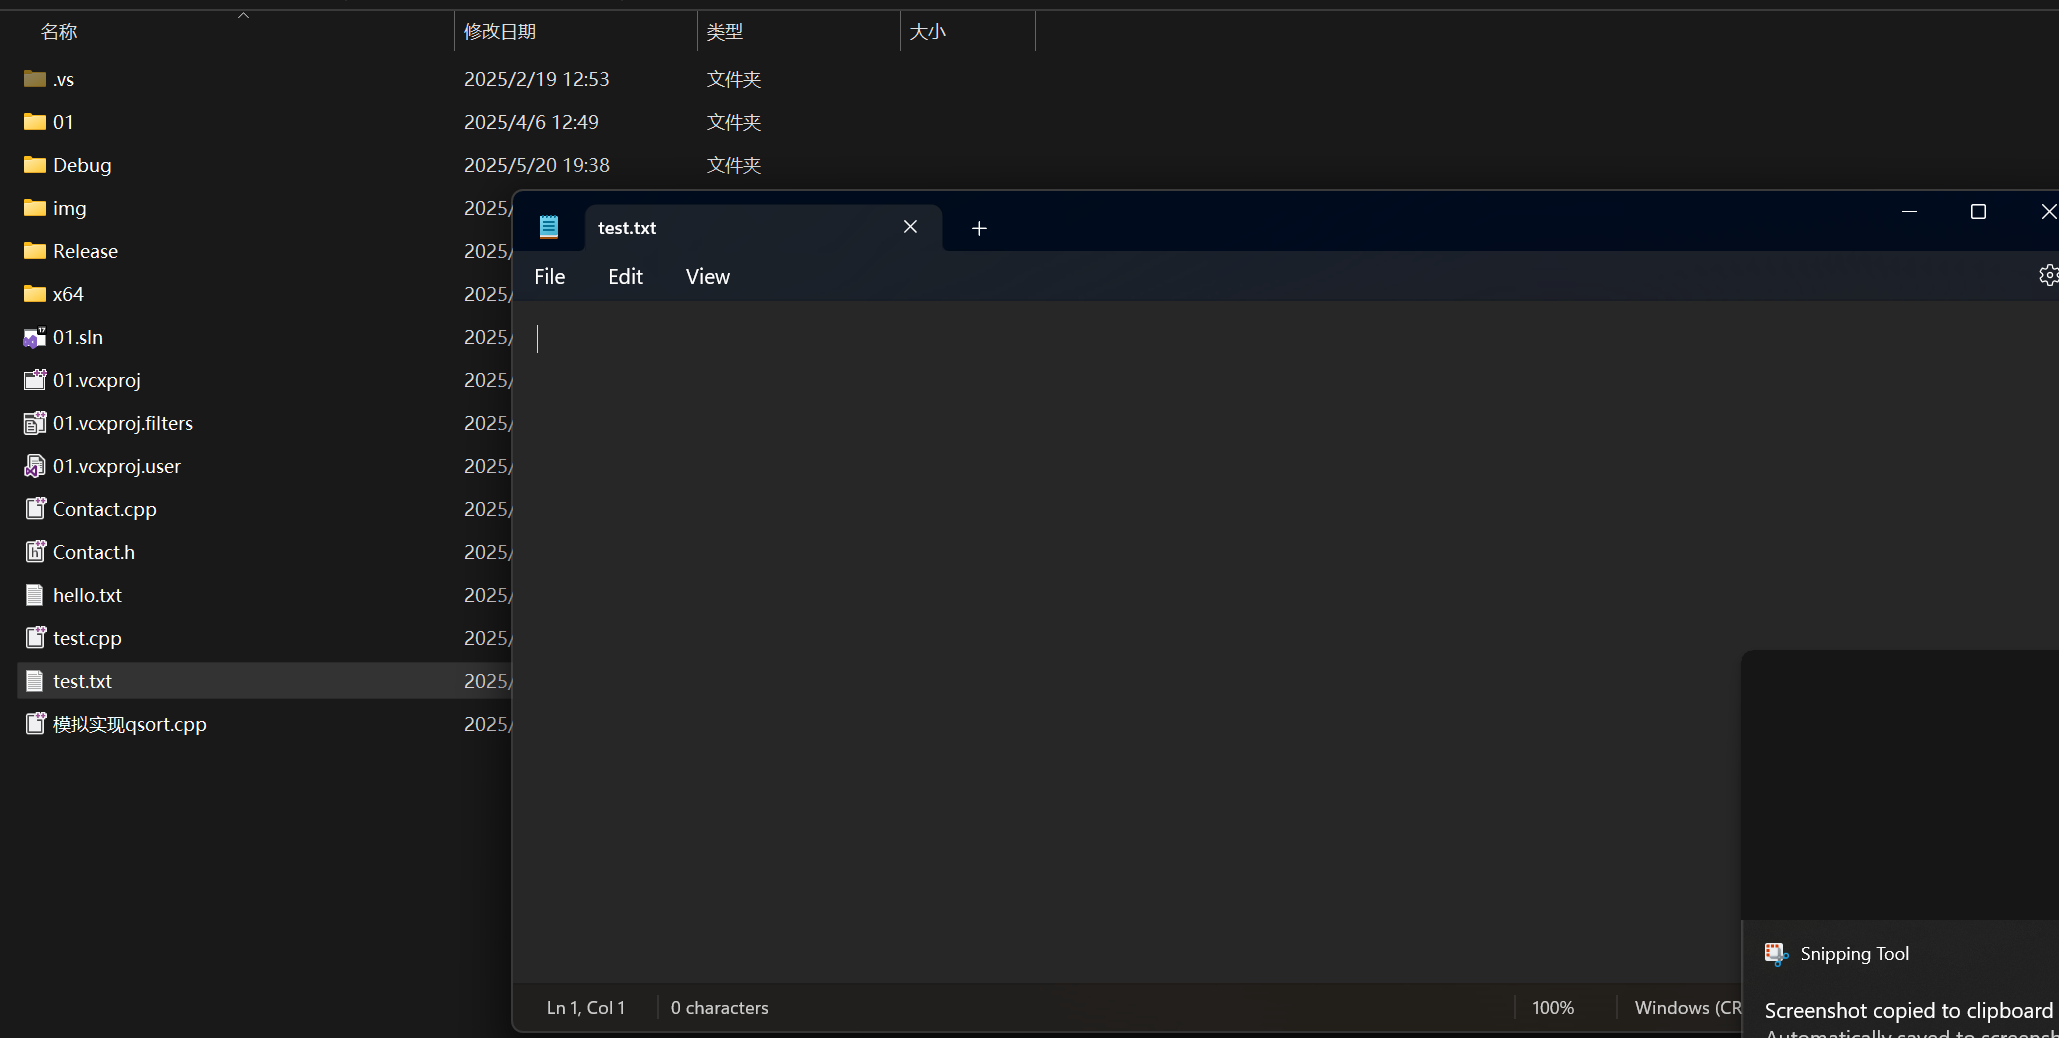 名称 修改日期 类型 大小
.vs 2025/2/19 12:53 文件夹
01 2025/4/6 12:49 文件夹
Debug 2025/5/20 19:38 文件夹
img 2025/
Release 2025/
x64 2025/
01.sln 2025/
01.vcxproj 2025/
01.vcxproj.filters 2025/
01.vcxproj.user 2025/
Contact.cpp 2025/
Contact.h 2025/
hello.txt 2025/
test.cpp 2025/
test.txt 2025/
模拟实现qsort.cpp 2025/
test.txt
File Edit View
Ln 1, Col 1 0 characters 100% Windows (CR
Snipping Tool
Screenshot copied to clipboard
Automatically saved to screensh